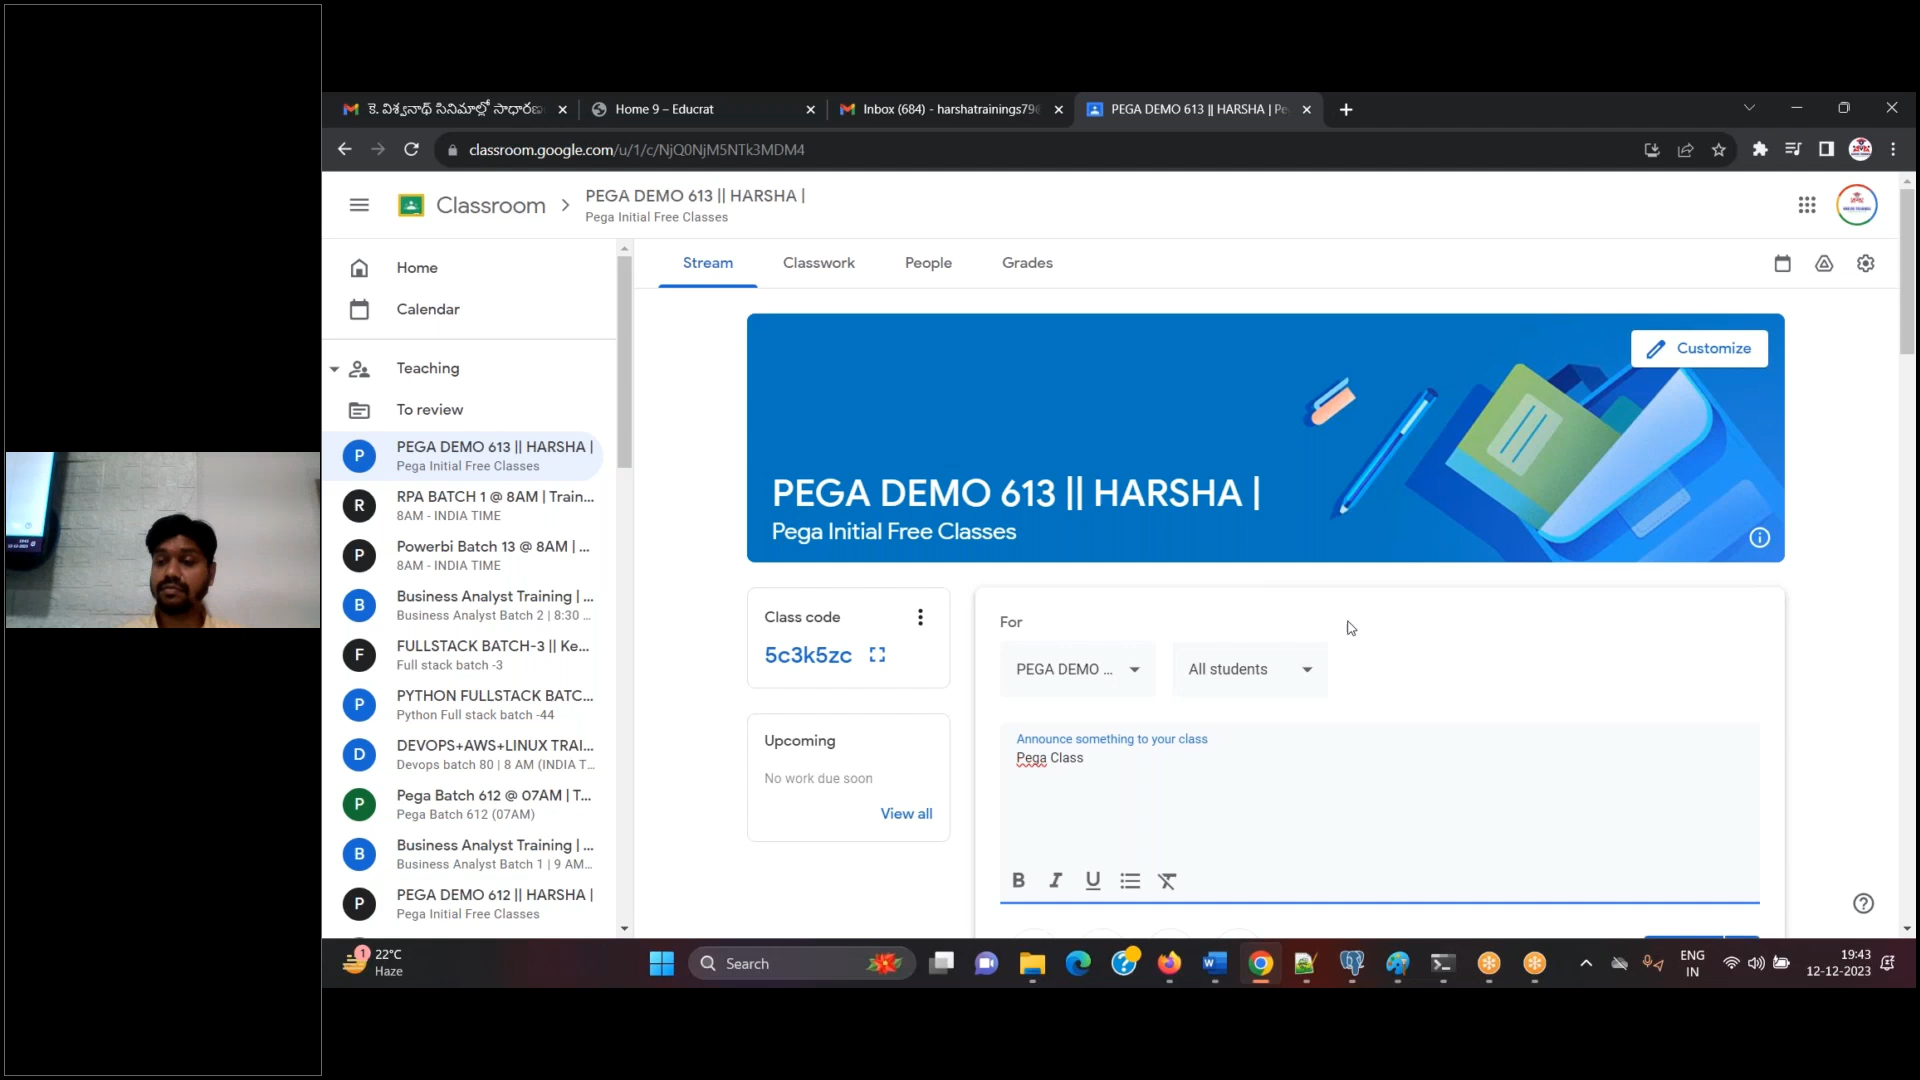 కె. విశ్వనాథ్ సినిమాల్లో సాధారణ
Home 9 – Educrat
Inbox (684) - harshatrainings79@
PEGA DEMO 613 || HARSHA | Pe
classroom.google.com/u/1/c/NjQ0NjM5NTk3MDM4
Classroom
PEGA DEMO 613 || HARSHA |
Pega Initial Free Classes
Home
Calendar
Teaching
To review
P
PEGA DEMO 613 || HARSHA |
Pega Initial Free Classes
R
RPA BATCH 1 @ 8AM | Train...
8AM - INDIA TIME
P
Powerbi Batch 13 @ 8AM | ...
8AM - INDIA TIME
B
Business Analyst Training | ...
Business Analyst Batch 2 | 8:30 ...
F
FULLSTACK BATCH-3 || Ke...
Full stack batch -3
P
PYTHON FULLSTACK BATC...
Python Full stack batch -44
D
DEVOPS+AWS+LINUX TRAI...
Devops batch 80 | 8 AM (INDIA T...
P
Pega Batch 612 @ 07AM | T...
Pega Batch 612 (07AM)
B
Business Analyst Training | ...
Business Analyst Batch 1 | 9 AM...
P
PEGA DEMO 612 || HARSHA |
Pega Initial Free Classes
Stream
Classwork
People
Grades
Customize
PEGA DEMO 613 || HARSHA |
Pega Initial Free Classes
Class code
5c3k5zc
Upcoming
No work due soon
View all
For
PEGA DEMO ...
All students
Announce something to your class
Pega Class
B I U
1
22°C
Haze
Search
ENG
IN
19:43
12-12-2023